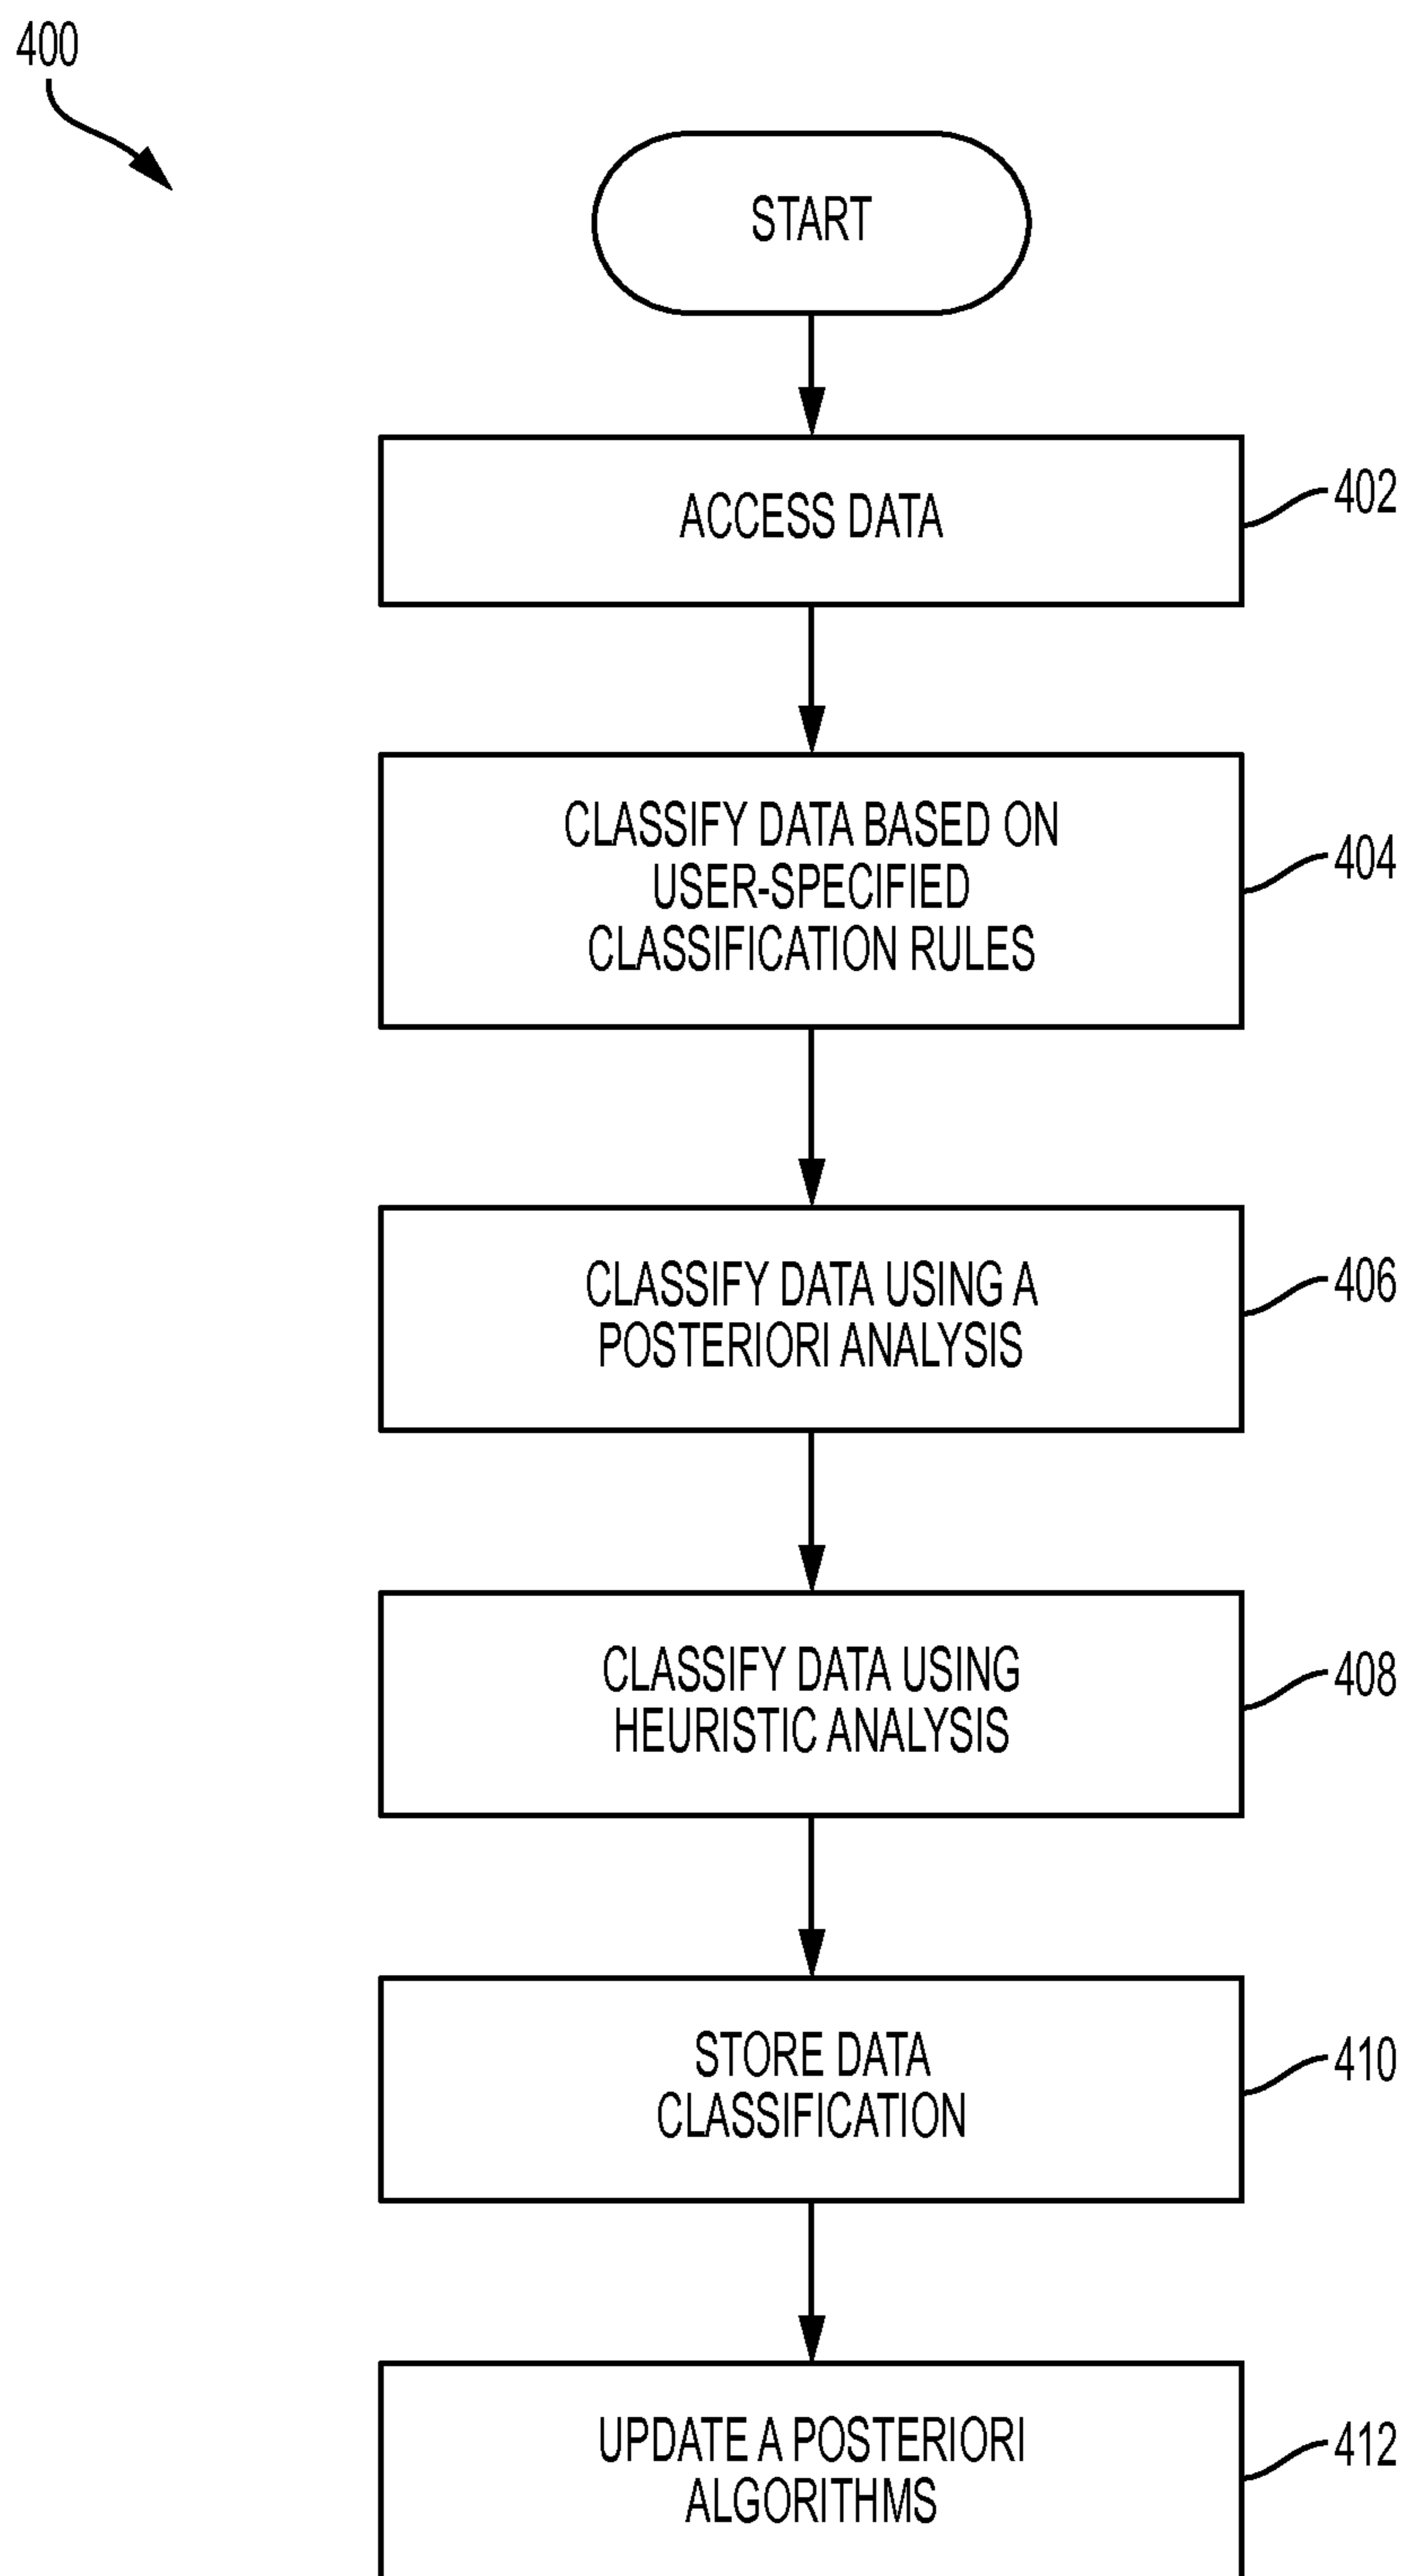 400
START
ACCESS DATA
402
CLASSIFY DATA BASED ON
USER-SPECIFIED
CLASSIFICATION RULES
404
CLASSIFY DATA USING A
POSTERIORI ANALYSIS
406
CLASSIFY DATA USING
HEURISTIC ANALYSIS
408
STORE DATA
CLASSIFICATION
410
UPDATE A POSTERIORI
ALGORITHMS
412